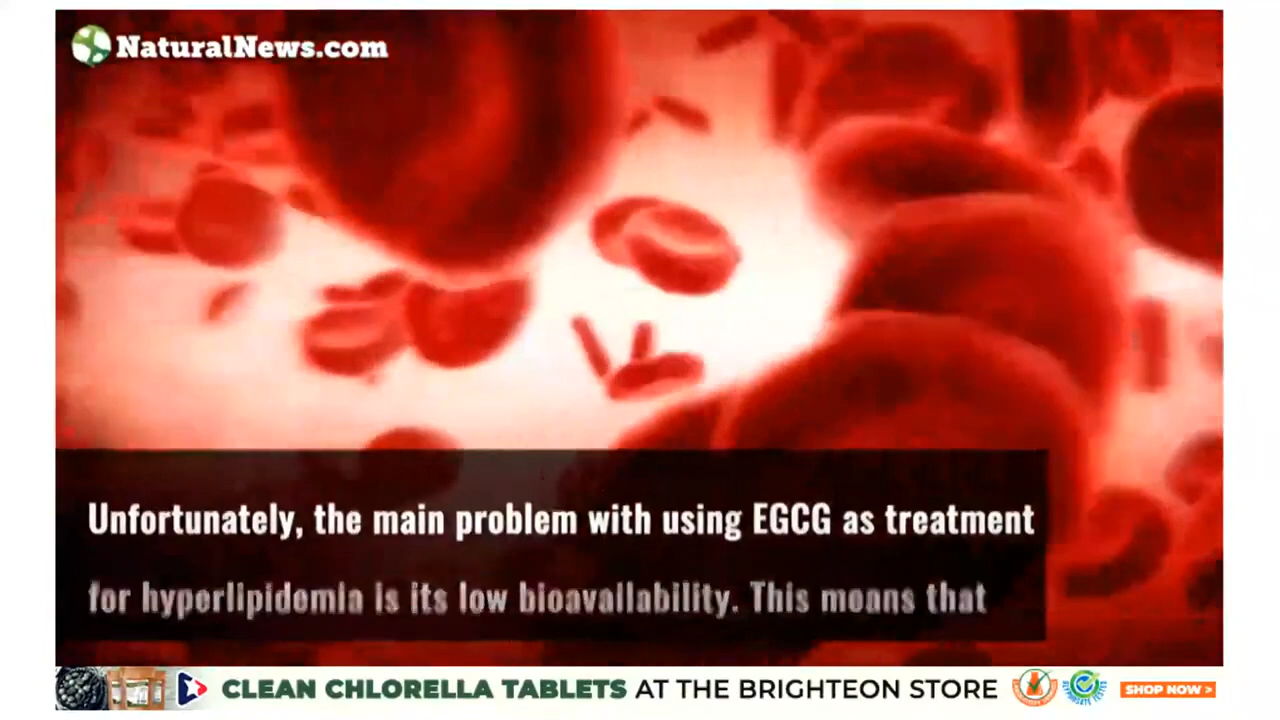 NaturalNews.com
Unfortunately, the main problem with using EGCG as treatment
for hyperlipidemia is its low bioavailability. This means that
CLEAN CHLORELLA TABLETS AT THE BRIGHTEON STORE
SHOP NOW >